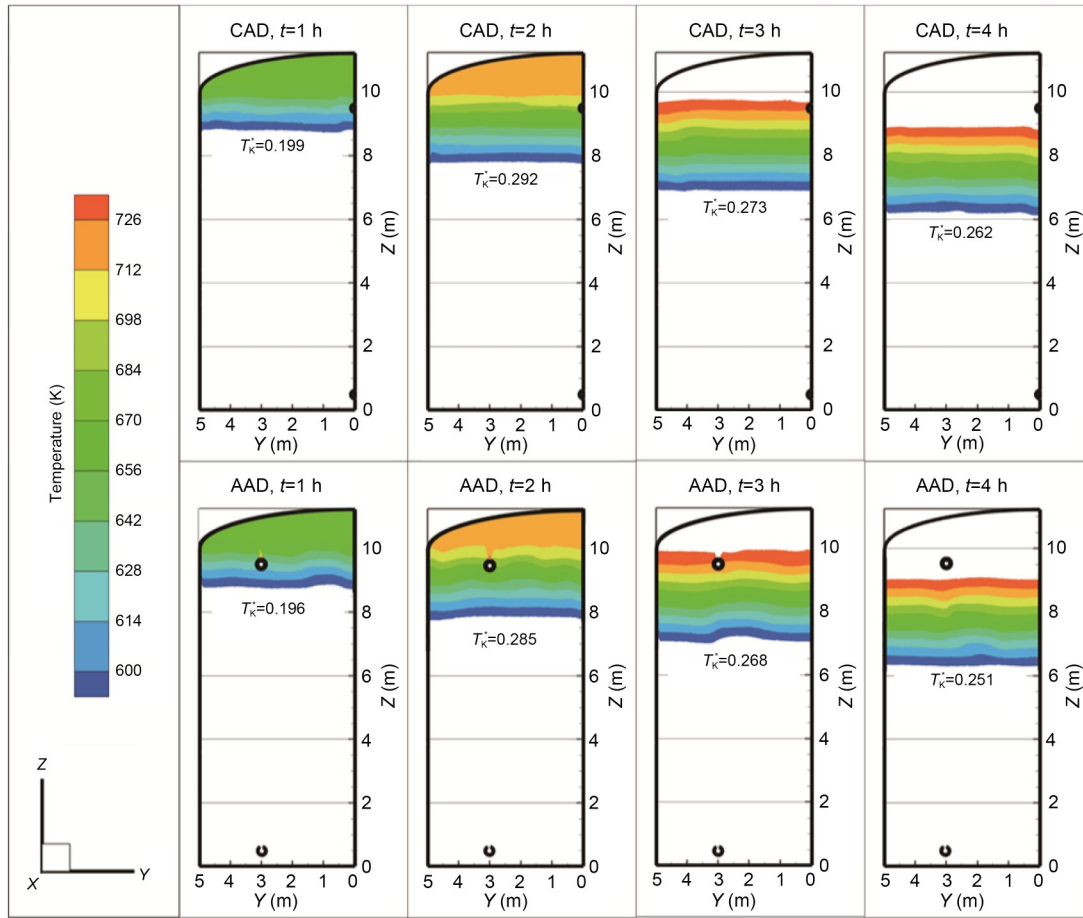 CAD, t=1 h
CAD, t=2 h
CAD, t=3 h
CAD, t=4 h
10
8
6
4
2
0
Z (m)
T*K=0.199
5 4 3 2 1 0
Y (m)
10
8
6
4
2
0
Z (m)
T*K=0.292
5 4 3 2 1 0
Y (m)
10
8
6
4
2
0
Z (m)
T*K=0.273
5 4 3 2 1 0
Y (m)
10
8
6
4
2
0
Z (m)
T*K=0.262
5 4 3 2 1 0
Y (m)
Temperature (K)
726
712
698
684
670
656
642
628
614
600
AAD, t=1 h
AAD, t=2 h
AAD, t=3 h
AAD, t=4 h
10
8
6
4
2
0
Z (m)
T*K=0.196
5 4 3 2 1 0
Y (m)
10
8
6
4
2
0
Z (m)
T*K=0.285
5 4 3 2 1 0
Y (m)
10
8
6
4
2
0
Z (m)
T*K=0.268
5 4 3 2 1 0
Y (m)
10
8
6
4
2
0
Z (m)
T*K=0.251
5 4 3 2 1 0
Y (m)
Z
X
Y